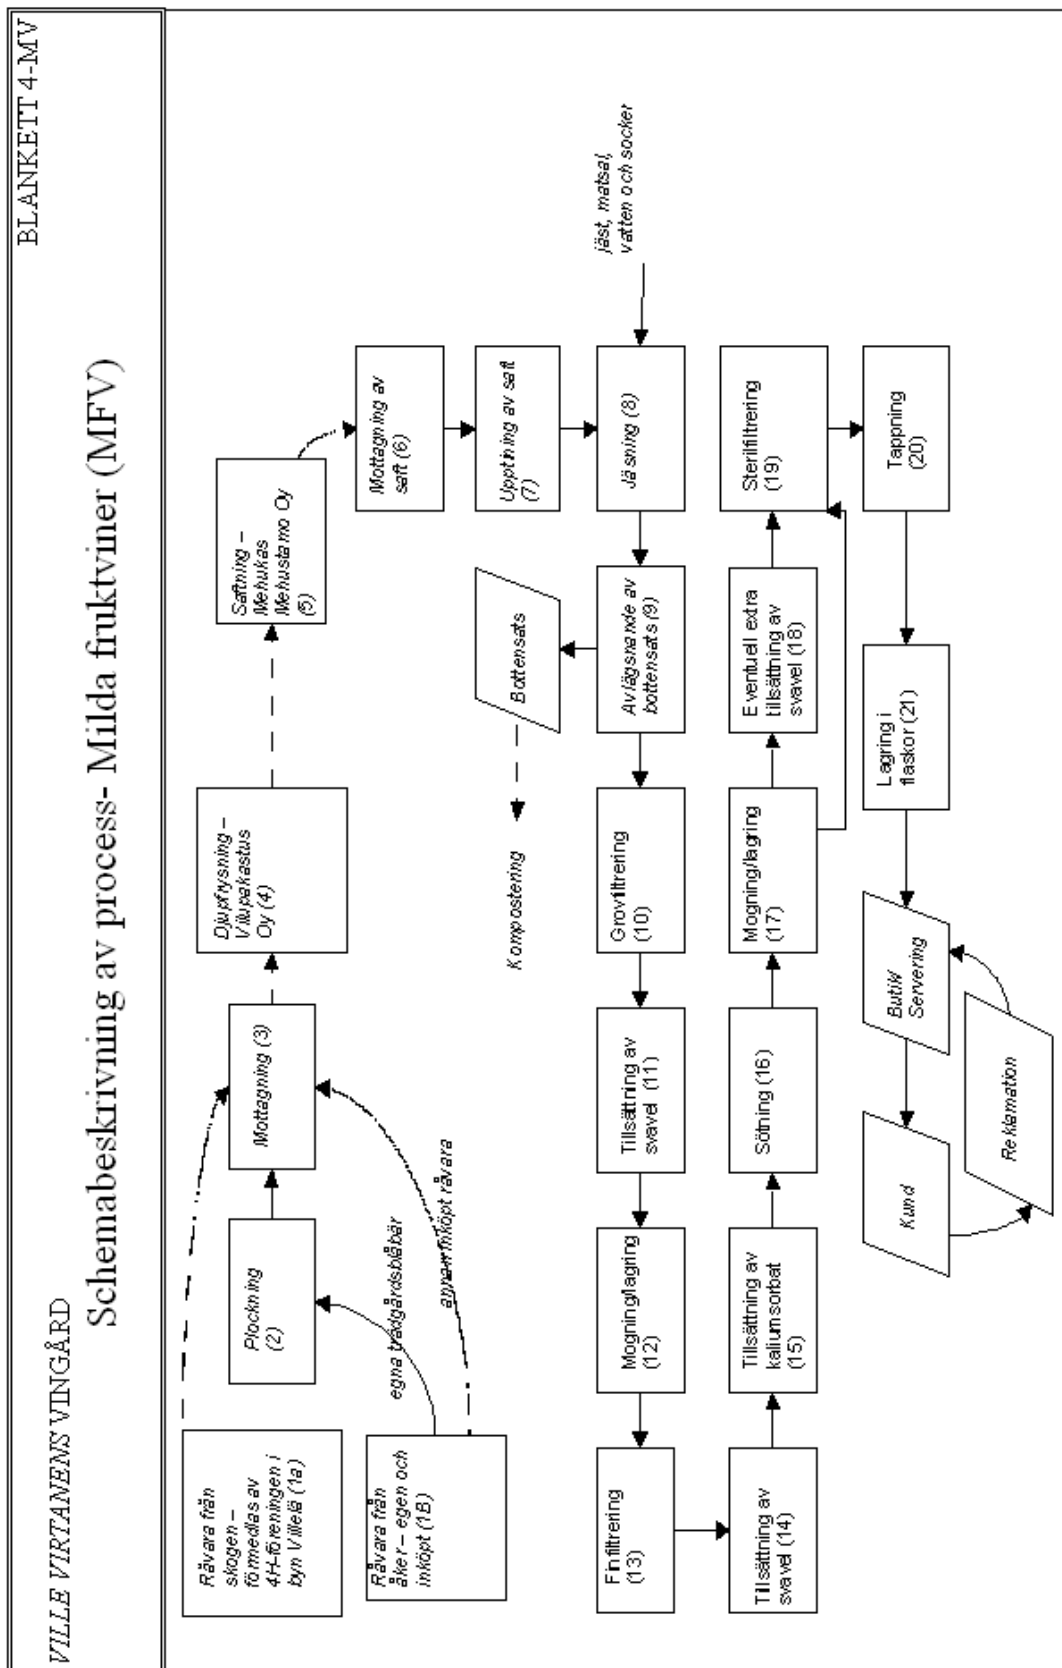 BLANKETT 4-MV
VILLE VIRTANENS VINGÅRD
Schemabeskrivning av process- Milda fruktviner (MFV)
Råvara från
skogen –
förmedlas av
4H-föreningen i
byn Villelä (1a)
Råvara från
åker – egen och
inköpt (1B)
egna trädgårdsblåbär
annan inköpt råvara
Plockning
(2)
Mottagning (3)
Djupfrysning –
Vilupakastus
Oy (4)
Saftning –
Mehukas
Mehustamo Oy
(5)
Mottagning av
saft (6)
Upptining av saft
(7)
jäst, matsal,
vatten och socker
Jäsning (8)
Avlägsnande av
bottensats (9)
Bottensats
Kompostering
Grovfiltrering
(10)
Tillsättning av
svavel (11)
Mogning/lagring
(12)
Finfiltrering
(13)
Tillsättning av
svavel (14)
Tillsättning av
kaliumsorbat
(15)
Sötning (16)
Mogning/lagring
(17)
Eventuell extra
tillsättning av
svavel (18)
Sterilfiltrering
(19)
Tappning
(20)
Lagring i
flaskor (21)
Servering
Kund
Reklamation